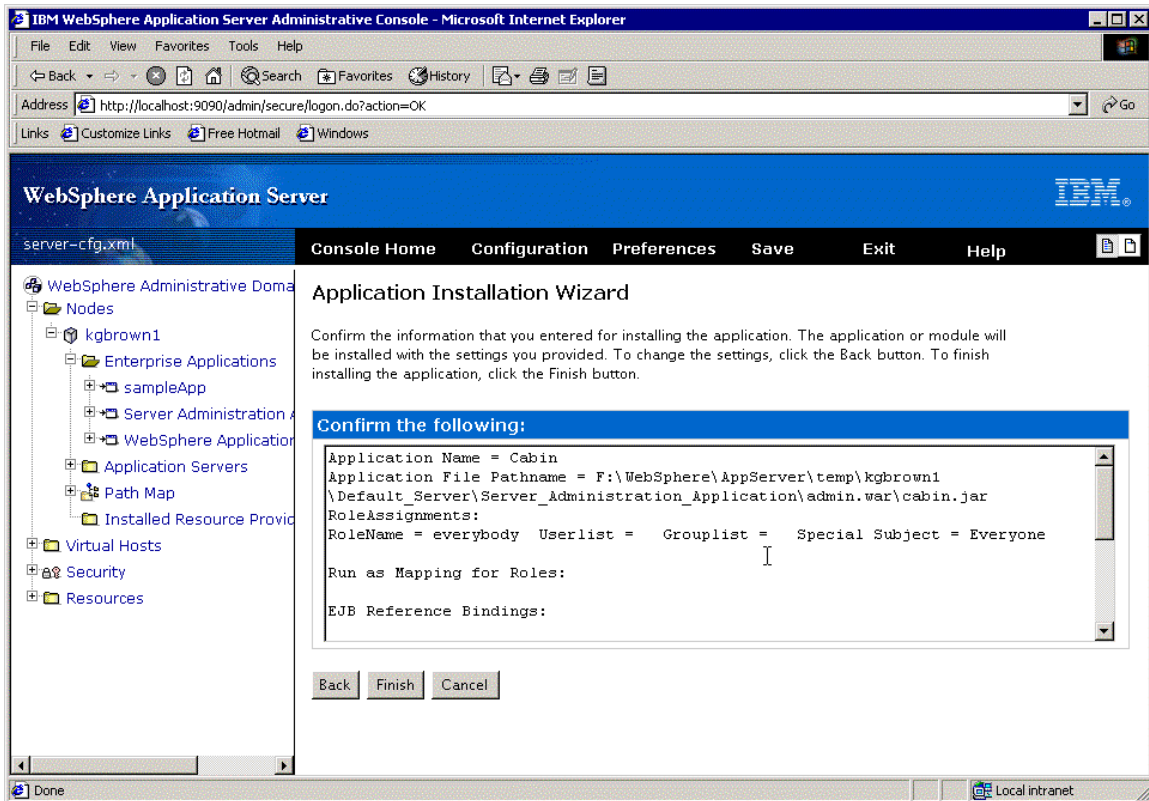 IBM WebSphere Application Server Administrative Console - Microsoft Internet Explorer
File Edit View Favorites Tools Help
Back Search Favorites History
Address http://localhost:9090/admin/secure/logon.do?action=OK Go
Links Customize Links Free Hotmail Windows
WebSphere Application Server IBM®
server-cfg.xml Console Home Configuration Preferences Save Exit Help
WebSphere Administrative Doma
Nodes
kgbrown1
Enterprise Applications
sampleApp
Server Administration A
WebSphere Application
Application Servers
Path Map
Installed Resource Provid
Virtual Hosts
Security
Resources
Application Installation Wizard
Confirm the information that you entered for installing the application. The application or module will
be installed with the settings you provided. To change the settings, click the Back button. To finish
installing the application, click the Finish button.
Confirm the following:
Application Name = Cabin
Application File Pathname = F:\WebSphere\AppServer\temp\kgbrown1
\Default_Server\Server_Administration_Application\admin.war\cabin.jar
RoleAssignments:
RoleName = everybody Userlist = Grouplist = Special Subject = Everyone
Run as Mapping for Roles:
EJB Reference Bindings:
Back Finish Cancel
Done Local intranet